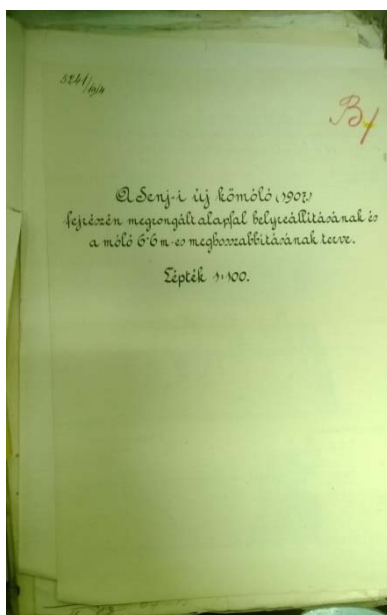 5241/1914
B/
A Senj-i új kőmóló (1907.)
fejrészén megrongált alapfal helyreállításának és
a móló 6·6 m-es meghosszabbításának terve.
Lépték 1:100.